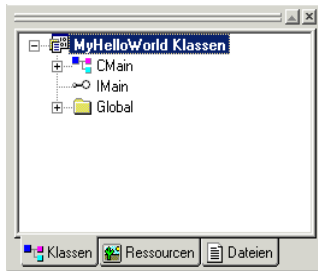 MyHelloWorld Klassen
CMain
IMain
Global
Klassen Ressourcen Dateien